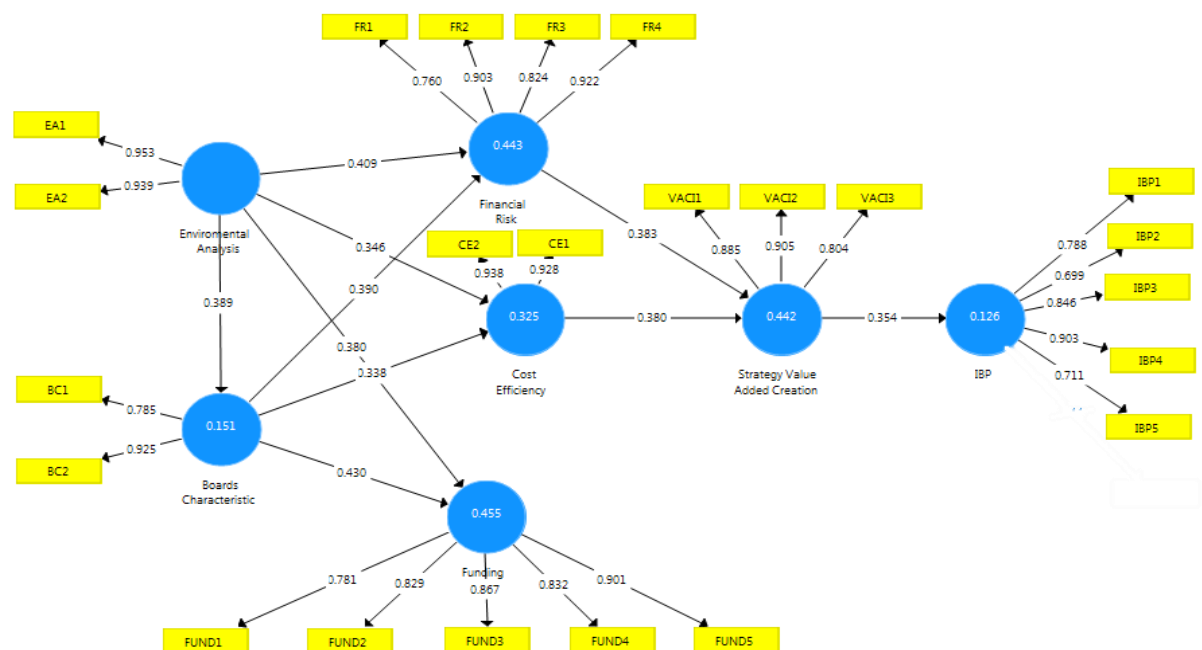 FR1
FR2
FR3
FR4
0.760
0.903
0.824
0.922
EA1
EA2
0.953
0.939
Enviromental
Analysis
0.409
0.443
Financial
Risk
0.346
0.389
0.390
0.380
0.338
0.383
CE2
CE1
0.938
0.928
0.325
Cost
Efficiency
0.380
VACI1
VACI2
VACI3
0.885
0.905
0.804
0.442
Strategy Value
Added Creation
0.354
0.126
IBP
IBP1
IBP2
IBP3
IBP4
IBP5
0.788
0.699
0.846
0.903
0.711
BC1
BC2
0.785
0.925
0.151
Boards
Characteristic
0.430
0.455
Funding
0.781
0.829
0.867
0.832
0.901
FUND1
FUND2
FUND3
FUND4
FUND5